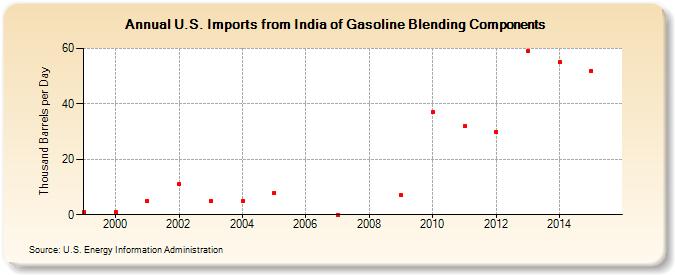 Annual U.S. Imports from India of Gasoline Blending Components
Thousand Barrels per Day
60
40
20
0
2000 2002 2004 2006 2008 2010 2012 2014
Source: U.S. Energy Information Administration